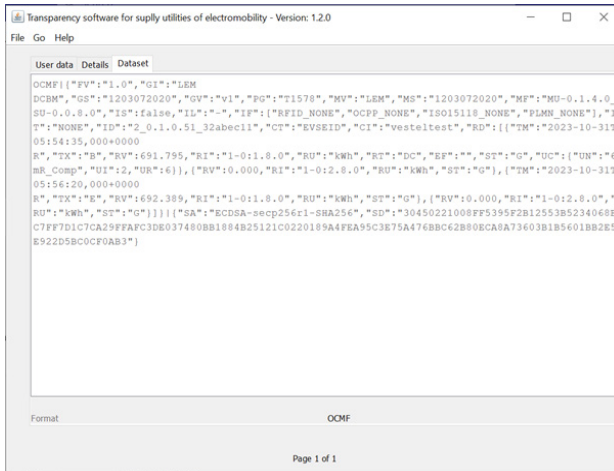 Transparency software for suplly utilities of electromobility - Version: 1.2.0
File Go Help
User data Details Dataset
OCMF|{"FV":"1.0","GI":"LEM
DCBM","GS":"1203072020","GV":"v1","PG":"T1578","MV":"LEM","MS":"1203072020","MF":"MU-0.1.4.0_
SU-0.0.8.0","IS":false,"IL":"-","IF":["RFID_NONE","OCPP_NONE","ISO15118_NONE","PLMN_NONE"],"I
T":"NONE","ID":"2_0.1.0.51_32abec11","CT":"EVSEID","CI":"vesteltest","RD":[{"TM":"2023-10-31T
05:54:35,000+0000
R","TX":"B","RV":691.795,"RI":"1-0:1.8.0","RU":"kWh","RT":"DC","EF":"","ST":"G","UC":{"UN":"
mR_Comp","UI":2,"UR":6}},{"RV":0.000,"RI":"1-0:2.8.0","RU":"kWh","ST":"G"},{"TM":"2023-10-31T
05:56:20,000+0000
R","TX":"E","RV":692.389,"RI":"1-0:1.8.0","RU":"kWh","ST":"G"},{"RV":0.000,"RI":"1-0:2.8.0","
RU":"kWh","ST":"G"}]}|{"SA":"ECDSA-secp256r1-SHA256","SD":"30450221008FF5395F2B12553B5234068E
C7FF7D1C7CA29FFAFC3DE037480BB1884B25121C0220189A4FEA95C3E75A476BBC62B80ECA8A73603B1B5601BB2E5
E922D5BC0CF0AB3"}
Format OCMF
Page 1 of 1